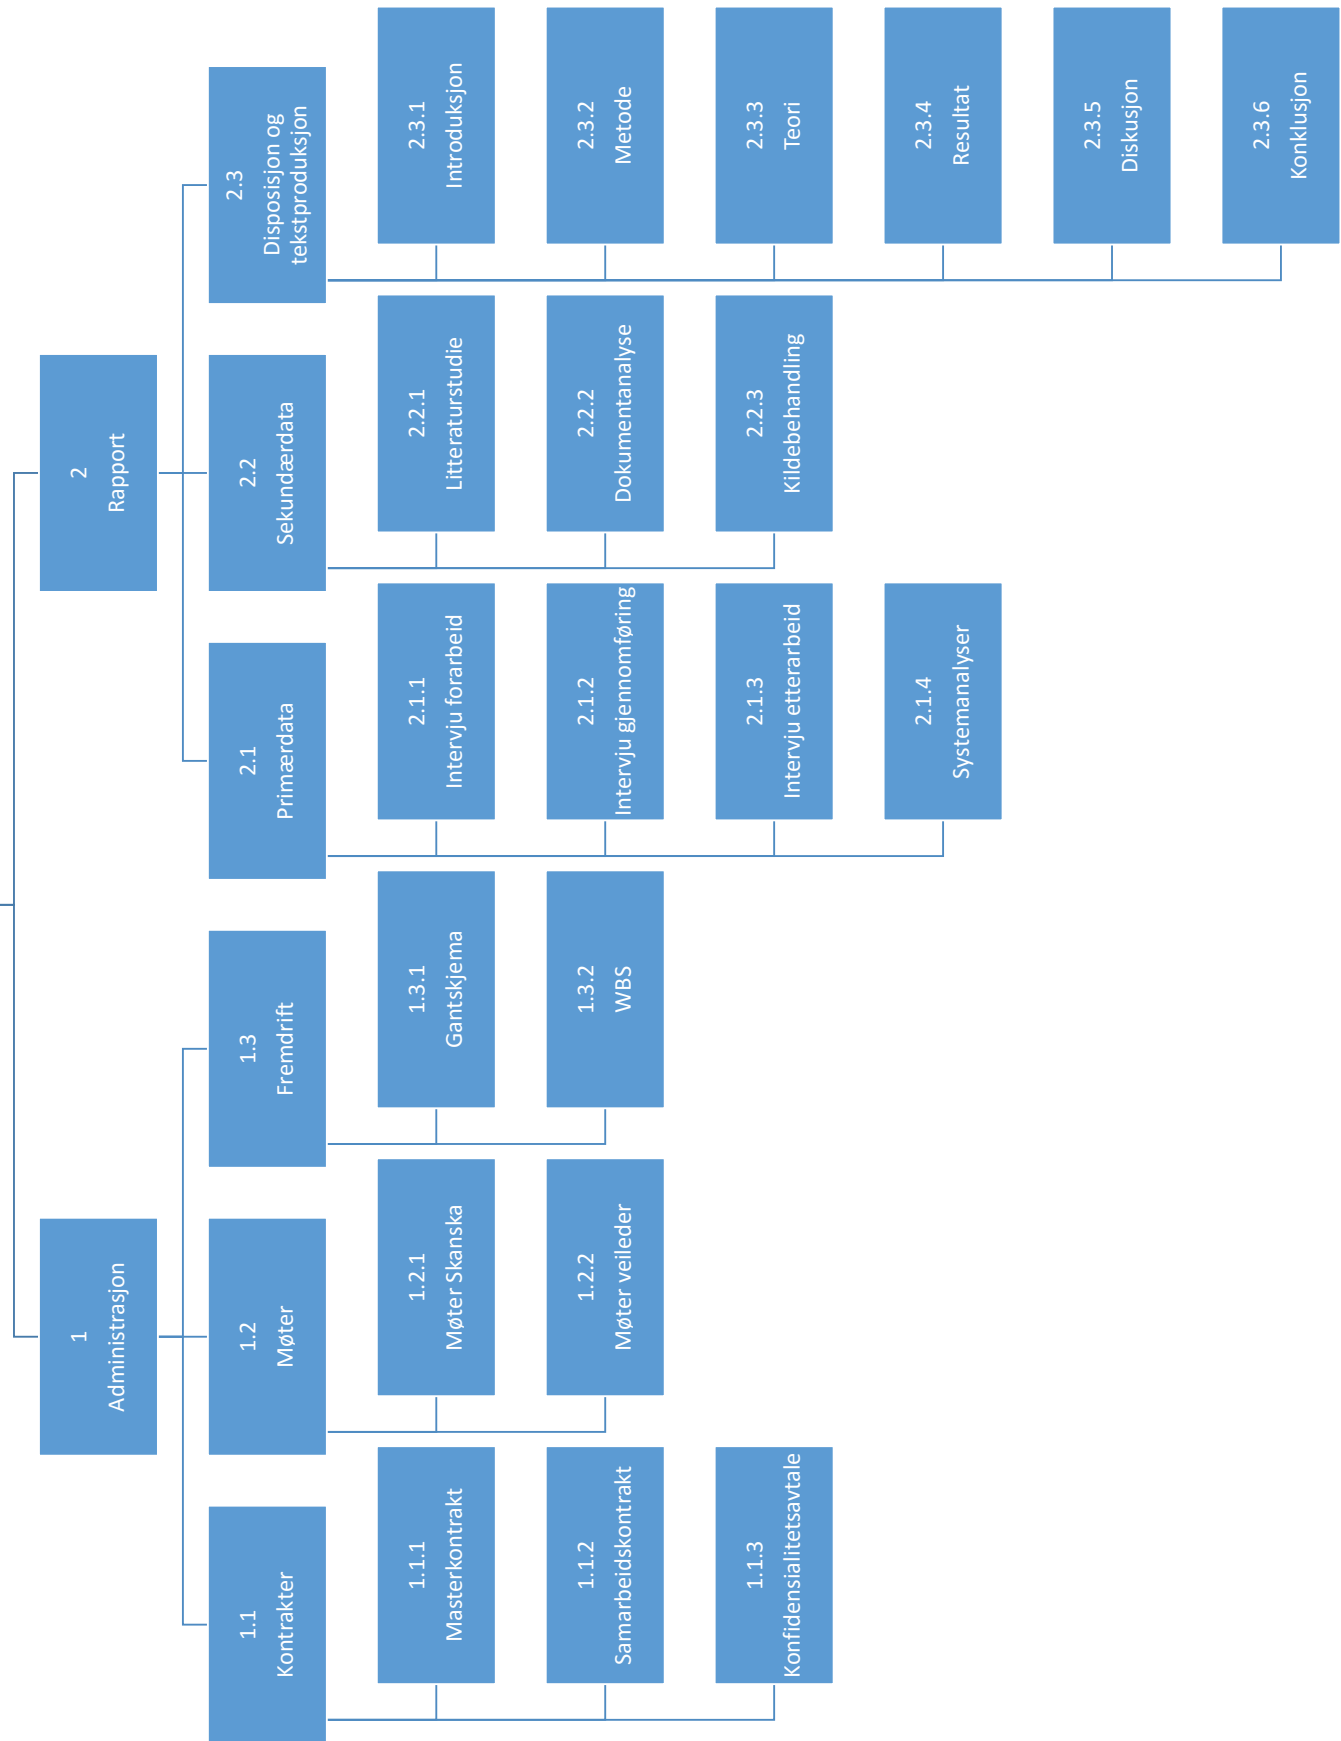 1
Administrasjon
1.1
Kontrakter
1.1.1
Masterkontrakt
1.1.2
Samarbeidskontrakt
1.1.3
Konfidensialitetsavtale
1.2
Møter
1.2.1
Møter Skanska
1.2.2
Møter veileder
1.3
Fremdrift
1.3.1
Gantskjema
1.3.2
WBS
2
Rapport
2.1
Primærdata
2.1.1
Intervju forarbeid
2.1.2
Intervju gjennomføring
2.1.3
Intervju etterarbeid
2.1.4
Systemanalyser
2.2
Sekundærdata
2.2.1
Litteraturstudie
2.2.2
Dokumentanalyse
2.2.3
Kildebehandling
2.3
Disposisjon og
tekstproduksjon
2.3.1
Introduksjon
2.3.2
Metode
2.3.3
Teori
2.3.4
Resultat
2.3.5
Diskusjon
2.3.6
Konklusjon